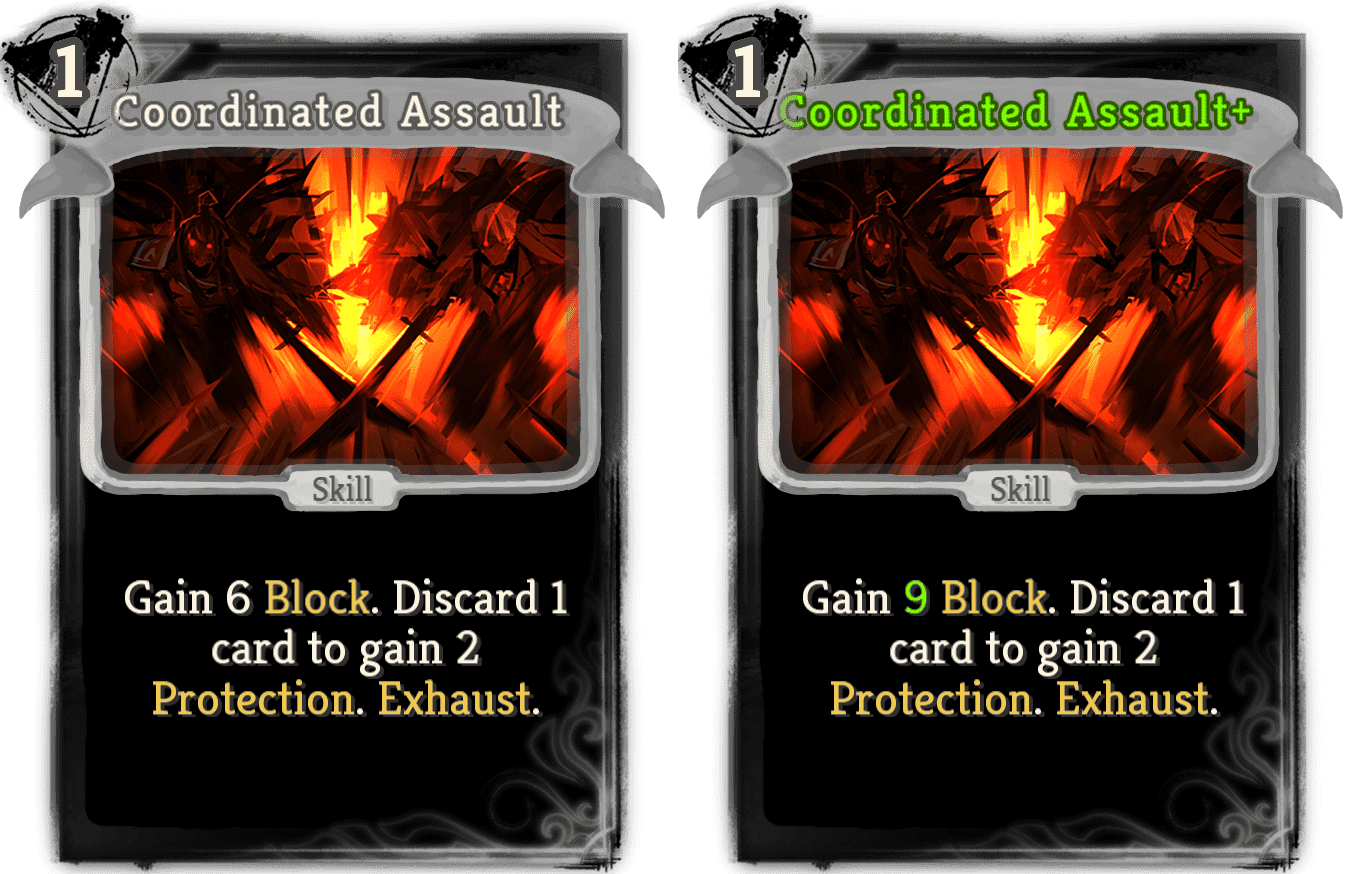 1
Coordinated Assault
Skill
Gain 6 Block. Discard 1
card to gain 2
Protection. Exhaust.
1
Coordinated Assault+
Skill
Gain 9 Block. Discard 1
card to gain 2
Protection. Exhaust.